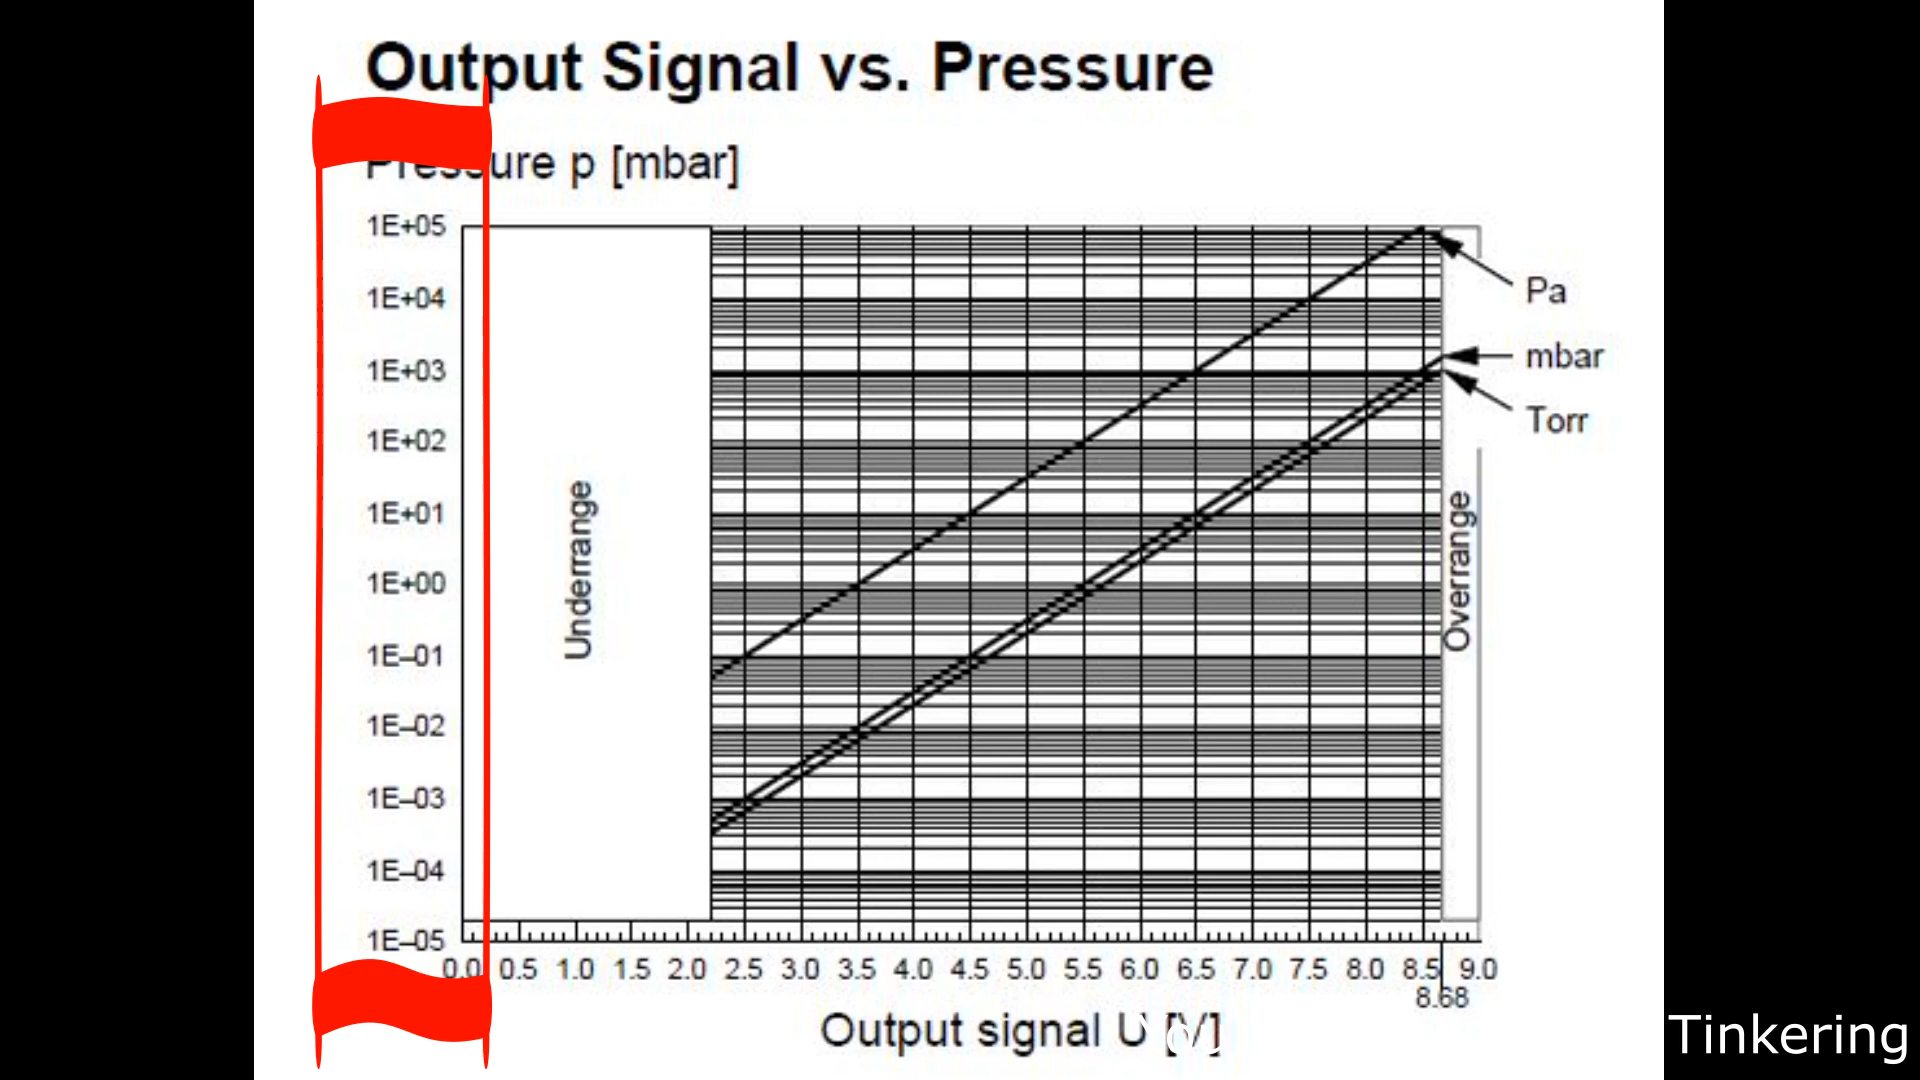 Output Signal vs. Pressure
Pressure p [mbar]
1E+05
1E+04
1E+03
1E+02
1E+01
1E+00
1E–01
1E–02
1E–03
1E–04
1E–05
Underrange
Overrange
Pa
mbar
Torr
0.0 0.5 1.0 1.5 2.0 2.5 3.0 3.5 4.0 4.5 5.0 5.5 6.0 6.5 7.0 7.5 8.0 8.5 9.0
8.68
Output signal U [V]
Tinkering